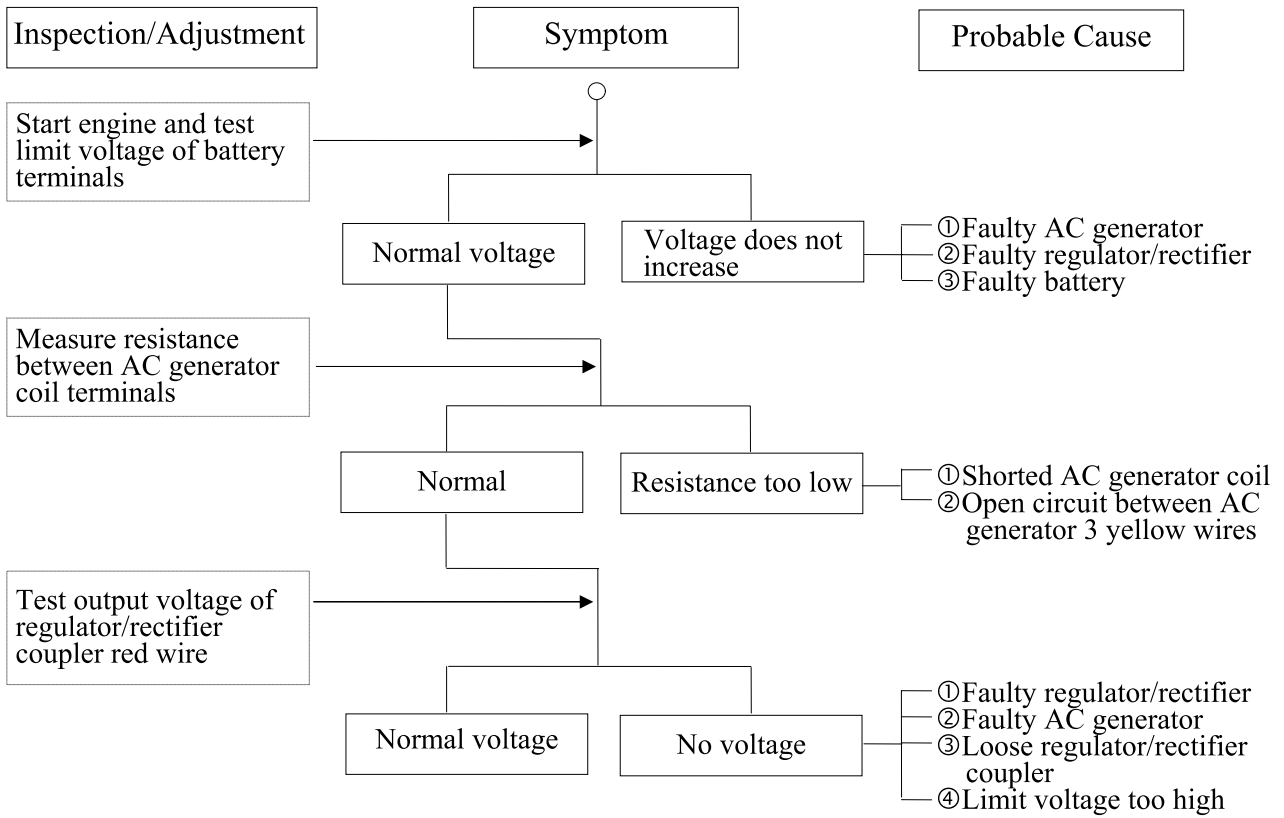 Inspection/Adjustment
Symptom
Probable Cause
Start engine and test
limit voltage of battery
terminals
Normal voltage
Voltage does not
increase
①Faulty AC generator
②Faulty regulator/rectifier
③Faulty battery
Measure resistance
between AC generator
coil terminals
Normal
Resistance too low
①Shorted AC generator coil
②Open circuit between AC
generator 3 yellow wires
Test output voltage of
regulator/rectifier
coupler red wire
Normal voltage
No voltage
①Faulty regulator/rectifier
②Faulty AC generator
③Loose regulator/rectifier
coupler
④Limit voltage too high